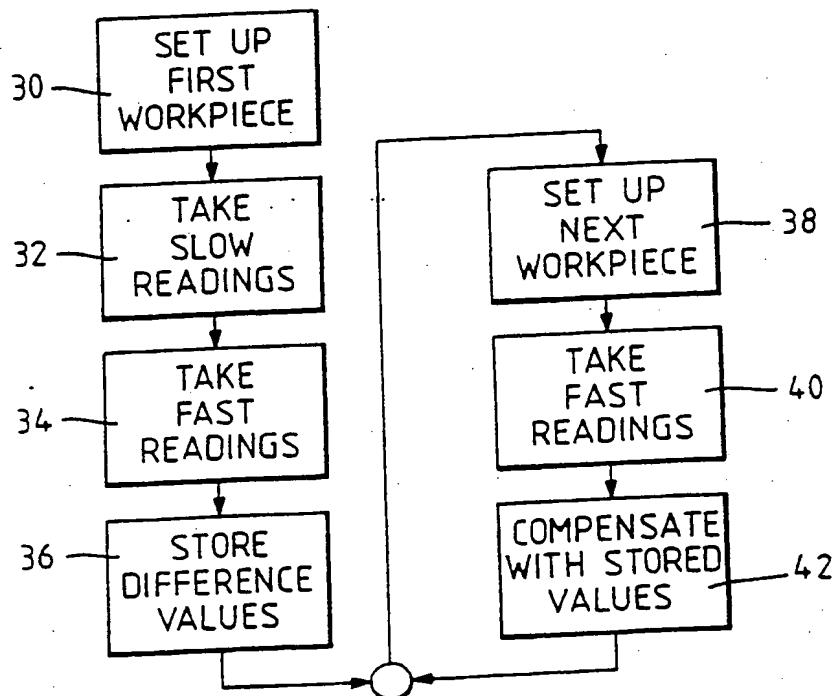 30
SET UP
FIRST
WORKPIECE
32
TAKE
SLOW
READINGS
34
TAKE
FAST
READINGS
36
STORE
DIFFERENCE
VALUES
SET UP
NEXT
WORKPIECE
38
TAKE
FAST
READINGS
40
COMPENSATE
WITH STORED
VALUES
42